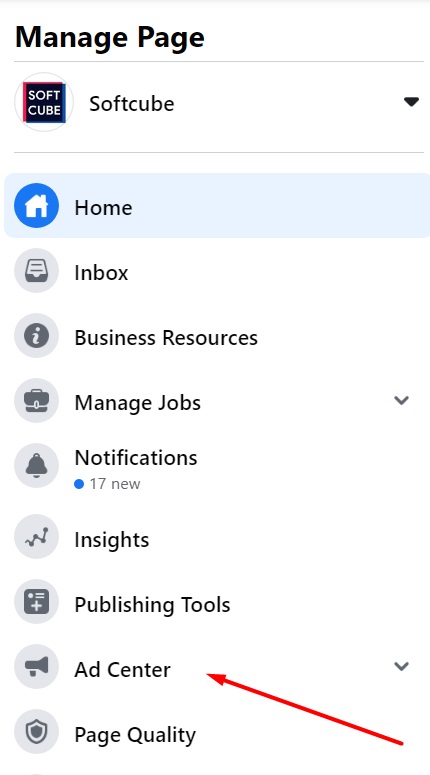 Manage Page
SOFT
CUBE
Softcube
Home
Inbox
Business Resources
Manage Jobs
Notifications
17 new
Insights
Publishing Tools
Ad Center
Page Quality